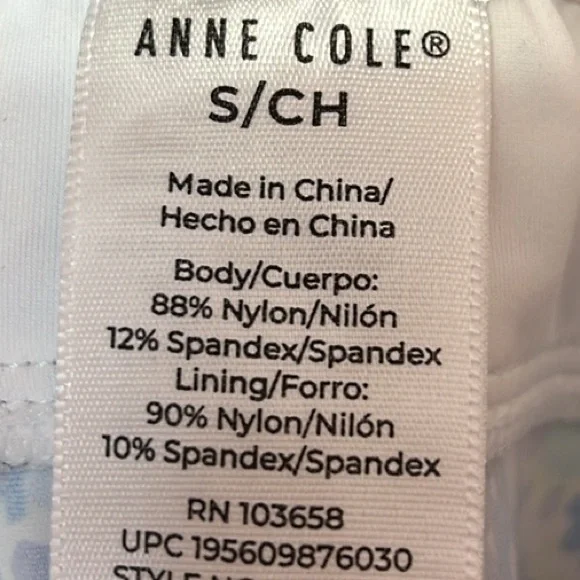 ANNE COLE®
S/CH
Made in China/
Hecho en China
Body/Cuerpo:
88% Nylon/Nilón
12% Spandex/Spandex
Lining/Forro:
90% Nylon/Nilón
10% Spandex/Spandex
RN 103658
UPC 195609876030
STYLE